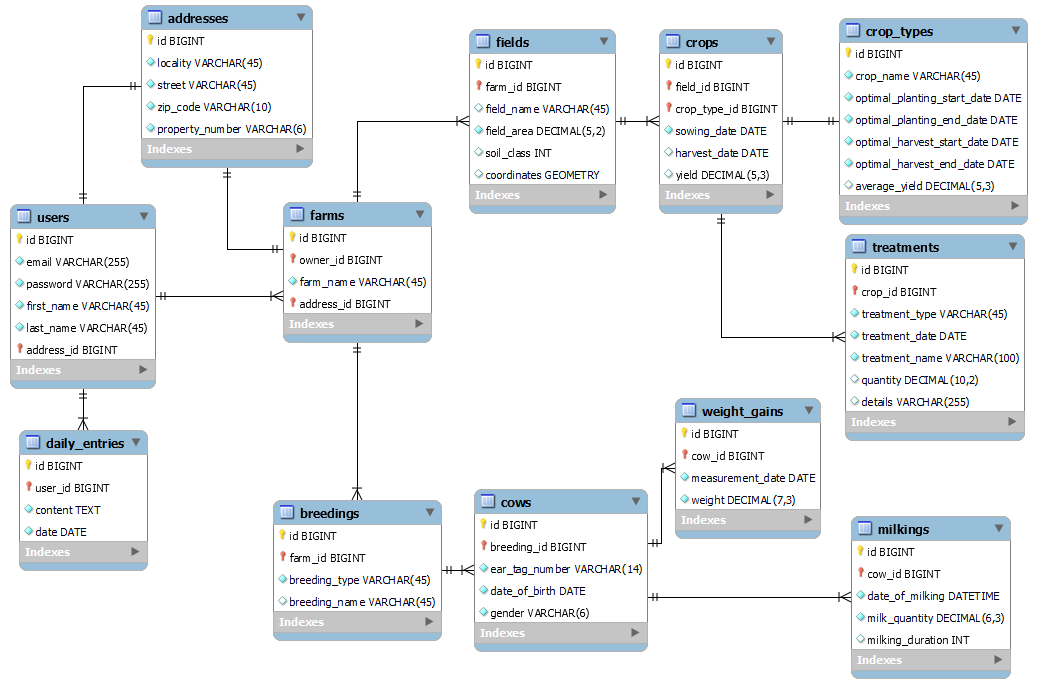 addresses
id BIGINT
locality VARCHAR(45)
street VARCHAR(45)
zip_code VARCHAR(10)
property_number VARCHAR(6)
Indexes
fields
id BIGINT
farm_id BIGINT
field_name VARCHAR(45)
field_area DECIMAL(5,2)
soil_class INT
coordinates GEOMETRY
Indexes
crops
id BIGINT
field_id BIGINT
crop_type_id BIGINT
sowing_date DATE
harvest_date DATE
yield DECIMAL(5,3)
Indexes
crop_types
id BIGINT
crop_name VARCHAR(45)
optimal_planting_start_date DATE
optimal_planting_end_date DATE
optimal_harvest_start_date DATE
optimal_harvest_end_date DATE
average_yield DECIMAL(5,3)
Indexes
users
id BIGINT
email VARCHAR(255)
password VARCHAR(255)
first_name VARCHAR(45)
last_name VARCHAR(45)
address_id BIGINT
Indexes
farms
id BIGINT
owner_id BIGINT
farm_name VARCHAR(45)
address_id BIGINT
Indexes
treatments
id BIGINT
crop_id BIGINT
treatment_type VARCHAR(45)
treatment_date DATE
treatment_name VARCHAR(100)
quantity DECIMAL(10,2)
details VARCHAR(255)
Indexes
daily_entries
id BIGINT
user_id BIGINT
content TEXT
date DATE
Indexes
weight_gains
id BIGINT
cow_id BIGINT
measurement_date DATE
weight DECIMAL(7,3)
Indexes
breedings
id BIGINT
farm_id BIGINT
breeding_type VARCHAR(45)
breeding_name VARCHAR(45)
Indexes
cows
id BIGINT
breeding_id BIGINT
ear_tag_number VARCHAR(14)
date_of_birth DATE
gender VARCHAR(6)
Indexes
milkings
id BIGINT
cow_id BIGINT
date_of_milking DATETIME
milk_quantity DECIMAL(6,3)
milking_duration INT
Indexes